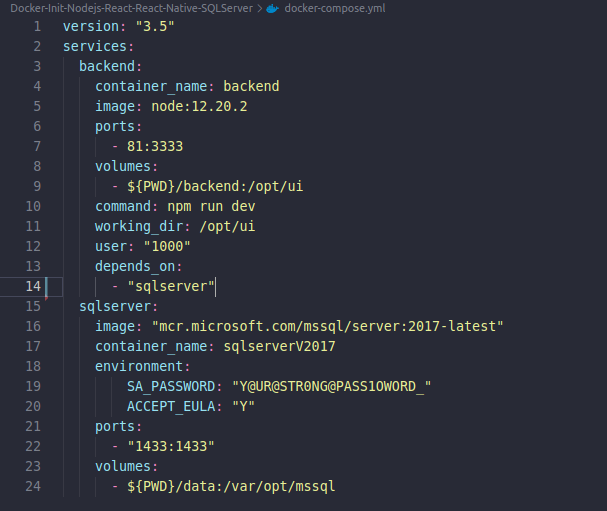 Docker-Init-Nodejs-React-React-Native-SQLServer > docker-compose.yml
1 version: "3.5"
2 services:
3   backend:
4     container_name: backend
5     image: node:12.20.2
6     ports:
7       - 81:3333
8     volumes:
9       - ${PWD}/backend:/opt/ui
10     command: npm run dev
11     working_dir: /opt/ui
12     user: "1000"
13     depends_on:
14       - "sqlserver"
15   sqlserver:
16     image: "mcr.microsoft.com/mssql/server:2017-latest"
17     container_name: sqlserverV2017
18     environment:
19         SA_PASSWORD: "Y@UR@STR0NG@PASS1OWORD_"
20         ACCEPT_EULA: "Y"
21     ports:
22       - "1433:1433"
23     volumes:
24       - ${PWD}/data:/var/opt/mssql